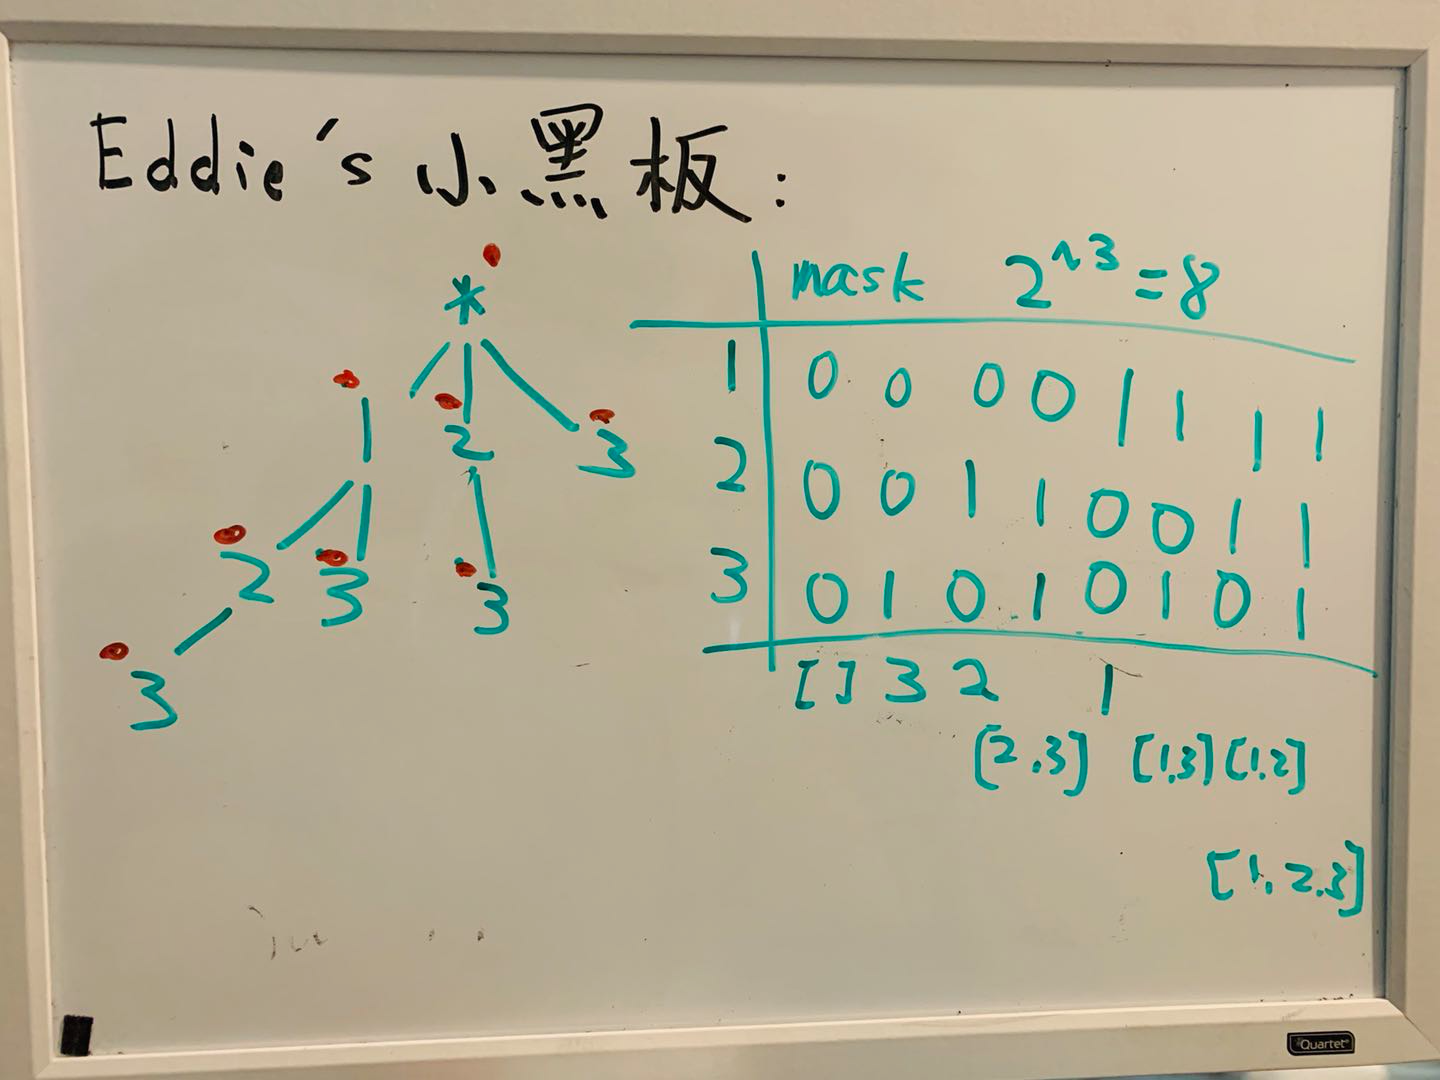 Eddie's 小黑板:
*
1 2 3
2 3 3
3
mask 2^3=8
1 0 0 0 0 1 1 1 1
2 0 0 1 1 0 0 1 1
3 0 1 0 1 0 1 0 1
[] 3 2 1
[2.3] [1.3] [1.2]
[1.2.3]
Quartet